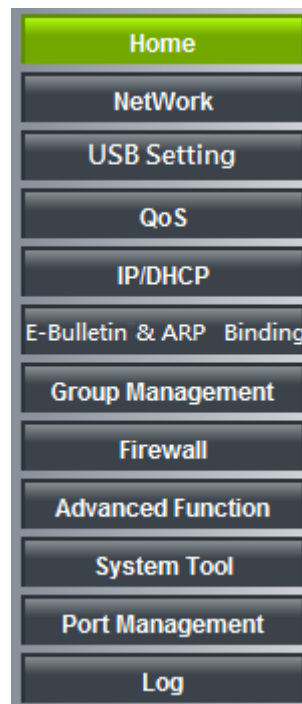 Home
NetWork
USB Setting
QoS
IP/DHCP
E-Bulletin & ARP Binding
Group Management
Firewall
Advanced Function
System Tool
Port Management
Log